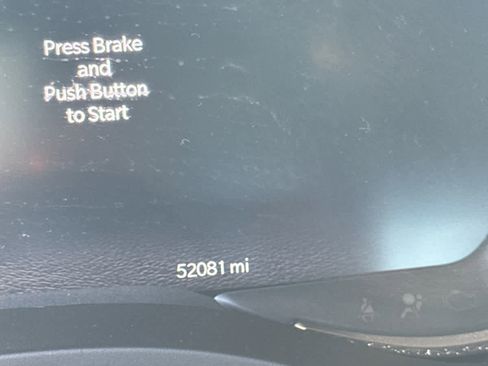 Press Brake
and
Push Button
to Start
52081 mi